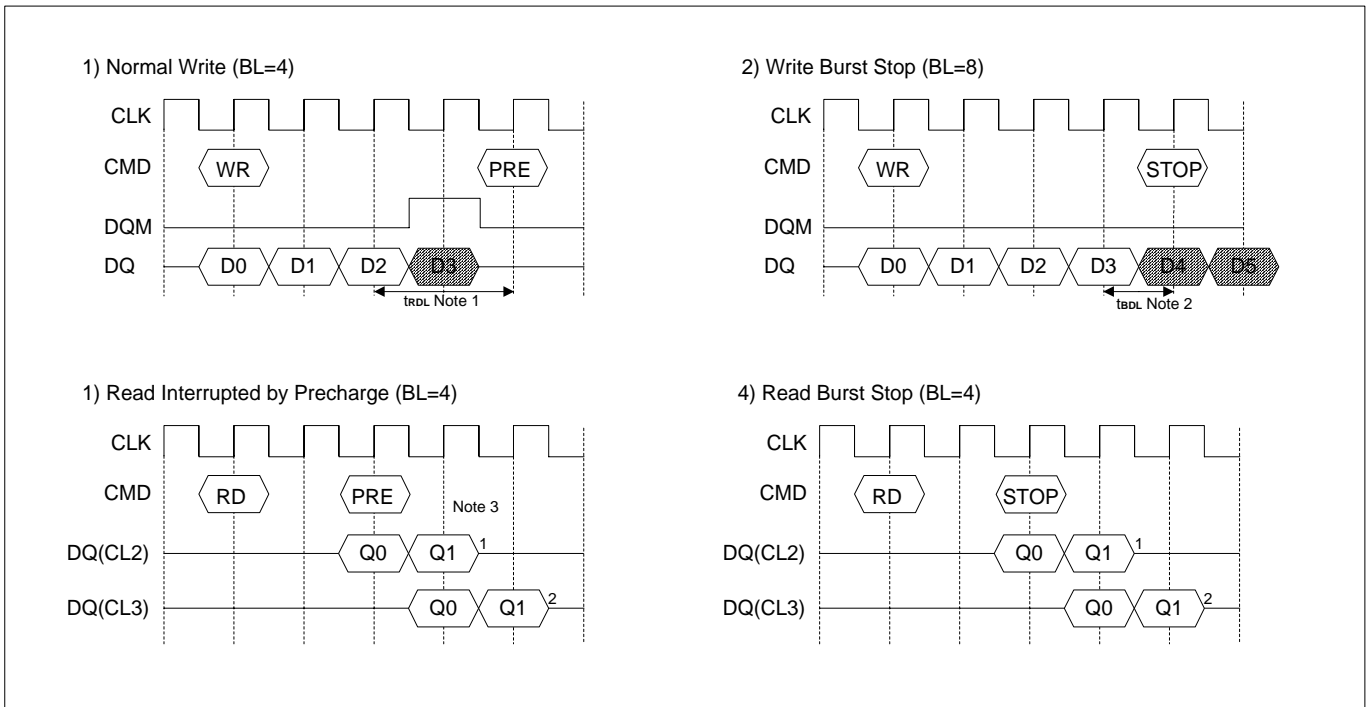 1) Normal Write (BL=4)
CLK
CMD WR PRE
DQM
DQ D0 D1 D2 D3
tRDL Note 1
2) Write Burst Stop (BL=8)
CLK
CMD WR STOP
DQM
DQ D0 D1 D2 D3 D4 D5
tBDL Note 2
1) Read Interrupted by Precharge (BL=4)
CLK
CMD RD PRE
Note 3
DQ(CL2) Q0 Q1 1
DQ(CL3) Q0 Q1 2
4) Read Burst Stop (BL=4)
CLK
CMD RD STOP
DQ(CL2) Q0 Q1 1
DQ(CL3) Q0 Q1 2